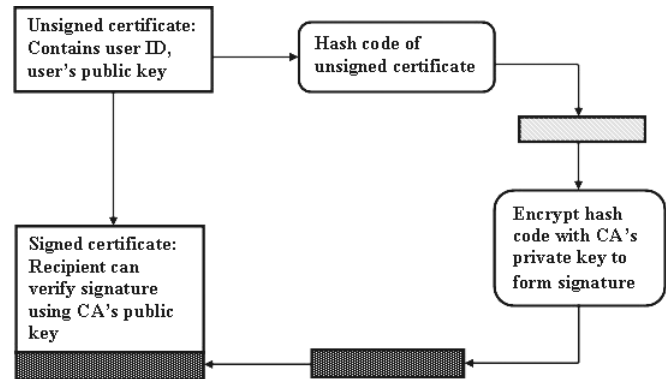 Unsigned certificate:
Contains user ID,
user's public key
Hash code of
unsigned certificate
Encrypt hash
code with CA's
private key to
form signature
Signed certificate:
Recipient can
verify signature
using CA's public
key